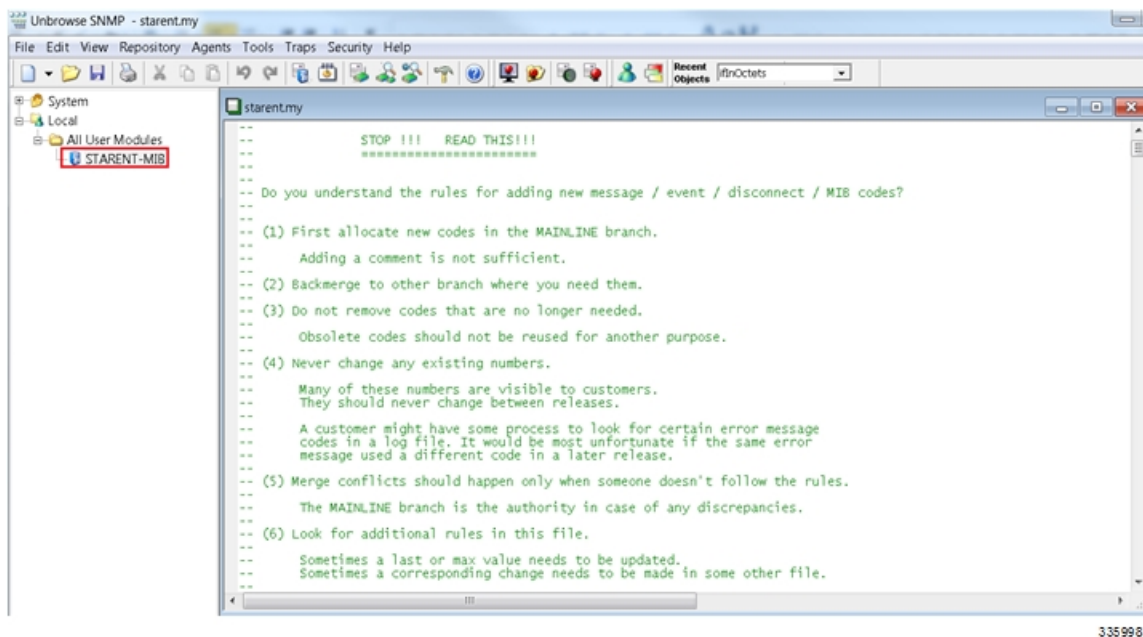 Unbrowse SNMP - starent.my
File Edit View Repository Agents Tools Traps Security Help
Recent Objects ifInOctets
System
Local
All User Modules
STARENT-MIB
starent.my
--
-- STOP !!! READ THIS!!!
-- ========================
--
--
-- Do you understand the rules for adding new message / event / disconnect / MIB codes?
--
--
-- (1) First allocate new codes in the MAINLINE branch.
--
-- Adding a comment is not sufficient.
--
-- (2) Backmerge to other branch where you need them.
--
-- (3) Do not remove codes that are no longer needed.
--
-- Obsolete codes should not be reused for another purpose.
--
-- (4) Never change any existing numbers.
--
-- Many of these numbers are visible to customers.
-- They should never change between releases.
--
-- A customer might have some process to look for certain error message
-- codes in a log file. It would be most unfortunate if the same error
-- message used a different code in a later release.
--
-- (5) Merge conflicts should happen only when someone doesn't follow the rules.
--
-- The MAINLINE branch is the authority in case of any discrepancies.
--
-- (6) Look for additional rules in this file.
--
-- Sometimes a last or max value needs to be updated.
-- Sometimes a corresponding change needs to be made in some other file.
--
335998